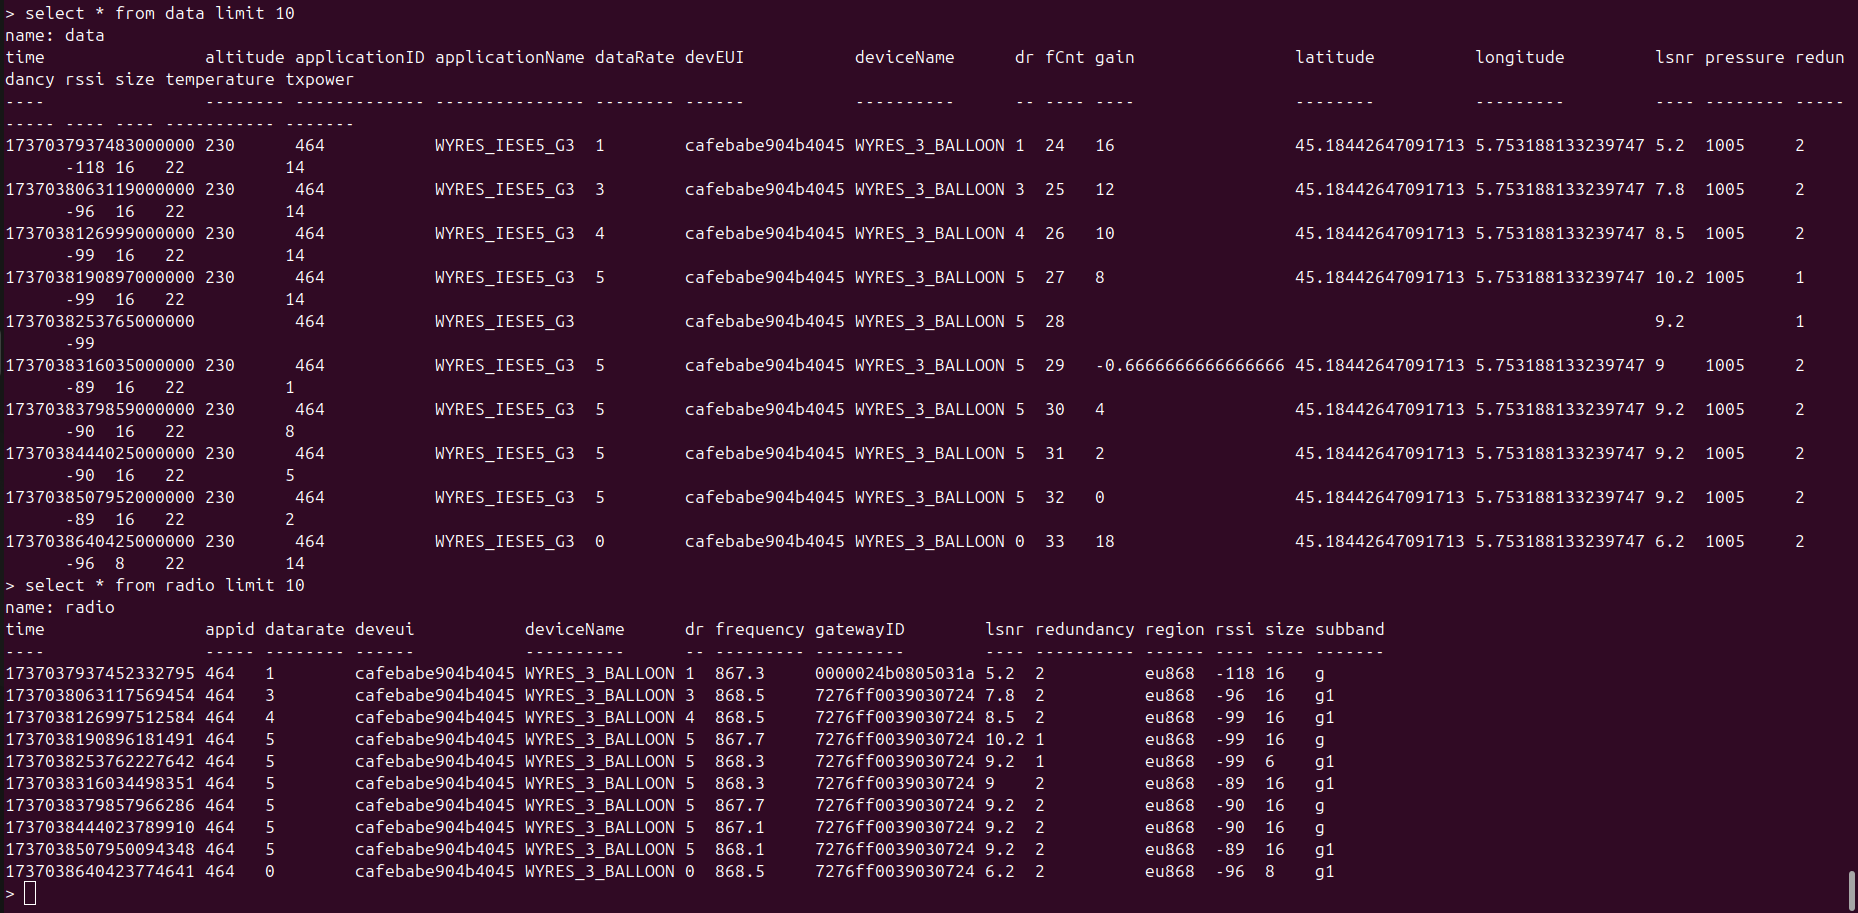 > select * from data limit 10
name: data
time                altitude applicationID applicationName dataRate devEUI           deviceName      dr fCnt gain                latitude          longitude         lsnr pressure redun
dancy rssi size temperature txpower
----                -------- ------------- --------------- -------- ------           ----------      -- ---- ----                --------          ---------         ---- -------- -----
----- ---- ---- ----------- -------
1737037937483000000 230      464           WYRES_IESE5_G3  1        cafebabe904b4045 WYRES_3_BALLOON 1  24   16                  45.18442647091713 5.753188133239747 5.2  1005     2
      -118 16   22          14
1737038063119000000 230      464           WYRES_IESE5_G3  3        cafebabe904b4045 WYRES_3_BALLOON 3  25   12                  45.18442647091713 5.753188133239747 7.8  1005     2
      -96  16   22          14
1737038126999000000 230      464           WYRES_IESE5_G3  4        cafebabe904b4045 WYRES_3_BALLOON 4  26   10                  45.18442647091713 5.753188133239747 8.5  1005     2
      -99  16   22          14
1737038190897000000 230      464           WYRES_IESE5_G3  5        cafebabe904b4045 WYRES_3_BALLOON 5  27   8                   45.18442647091713 5.753188133239747 10.2 1005     1
      -99  16   22          14
1737038253765000000          464           WYRES_IESE5_G3           cafebabe904b4045 WYRES_3_BALLOON 5  28                                                           9.2           1
      -99
1737038316035000000 230      464           WYRES_IESE5_G3  5        cafebabe904b4045 WYRES_3_BALLOON 5  29   -0.6666666666666666 45.18442647091713 5.753188133239747 9    1005     2
      -89  16   22          1
1737038379859000000 230      464           WYRES_IESE5_G3  5        cafebabe904b4045 WYRES_3_BALLOON 5  30   4                   45.18442647091713 5.753188133239747 9.2  1005     2
      -90  16   22          8
1737038444025000000 230      464           WYRES_IESE5_G3  5        cafebabe904b4045 WYRES_3_BALLOON 5  31   2                   45.18442647091713 5.753188133239747 9.2  1005     2
      -90  16   22          5
1737038507952000000 230      464           WYRES_IESE5_G3  5        cafebabe904b4045 WYRES_3_BALLOON 5  32   0                   45.18442647091713 5.753188133239747 9.2  1005     2
      -89  16   22          2
1737038640425000000 230      464           WYRES_IESE5_G3  0        cafebabe904b4045 WYRES_3_BALLOON 0  33   18                  45.18442647091713 5.753188133239747 6.2  1005     2
      -96  8    22          14
> select * from radio limit 10
name: radio
time                appid datarate deveui           deviceName      dr frequency gatewayID        lsnr redundancy region rssi size subband
----                ----- -------- ------           ----------      -- --------- ---------        ---- ---------- ------ ---- ---- -------
1737037937452332795 464   1        cafebabe904b4045 WYRES_3_BALLOON 1  867.3     0000024b0805031a 5.2  2          eu868  -118 16   g
1737038063117569454 464   3        cafebabe904b4045 WYRES_3_BALLOON 3  868.5     7276ff0039030724 7.8  2          eu868  -96  16   g1
1737038126997512584 464   4        cafebabe904b4045 WYRES_3_BALLOON 4  868.5     7276ff0039030724 8.5  2          eu868  -99  16   g1
1737038190896181491 464   5        cafebabe904b4045 WYRES_3_BALLOON 5  867.7     7276ff0039030724 10.2 1          eu868  -99  16   g
1737038253762227642 464   5        cafebabe904b4045 WYRES_3_BALLOON 5  868.3     7276ff0039030724 9.2  1          eu868  -99  6    g1
1737038316034498351 464   5        cafebabe904b4045 WYRES_3_BALLOON 5  868.3     7276ff0039030724 9    2          eu868  -89  16   g1
1737038379857966286 464   5        cafebabe904b4045 WYRES_3_BALLOON 5  867.7     7276ff0039030724 9.2  2          eu868  -90  16   g
1737038444023789910 464   5        cafebabe904b4045 WYRES_3_BALLOON 5  867.1     7276ff0039030724 9.2  2          eu868  -90  16   g
1737038507950094348 464   5        cafebabe904b4045 WYRES_3_BALLOON 5  868.1     7276ff0039030724 9.2  2          eu868  -89  16   g1
1737038640423774641 464   0        cafebabe904b4045 WYRES_3_BALLOON 0  868.5     7276ff0039030724 6.2  2          eu868  -96  8    g1
>